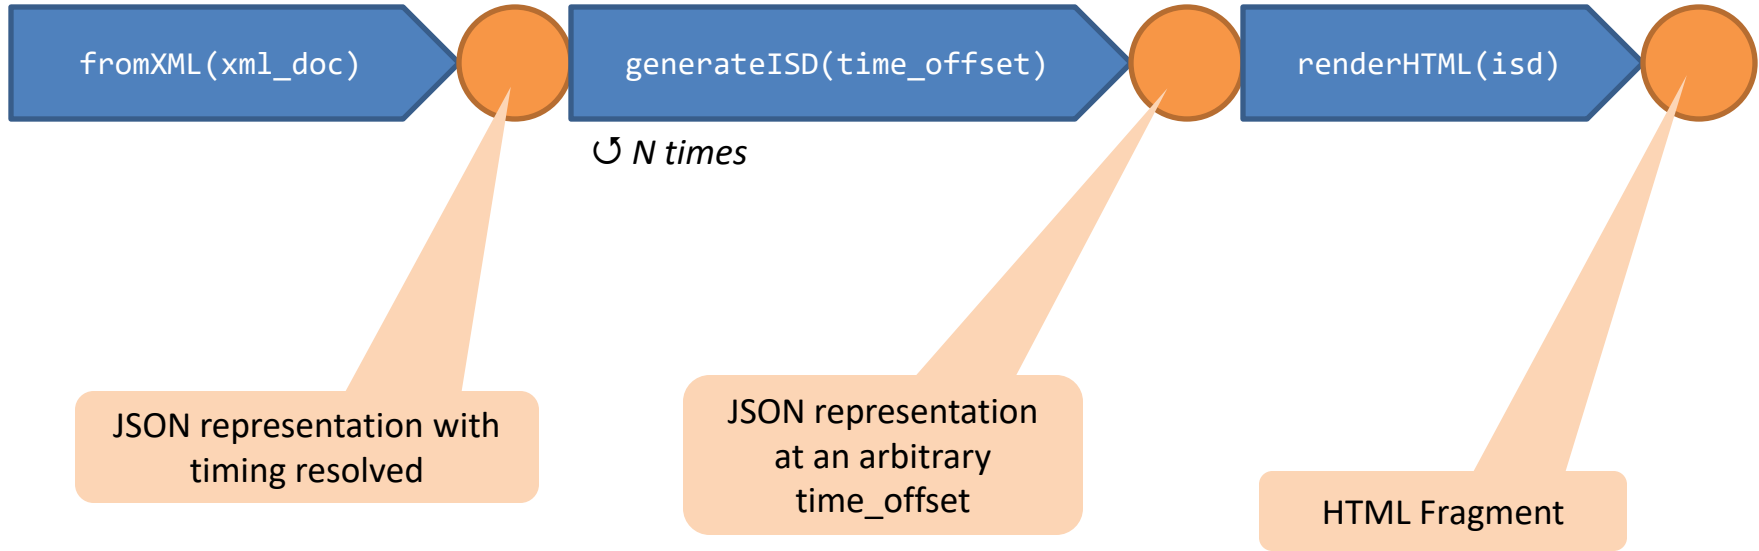 fromXML(xml_doc)
generateISD(time_offset)
renderHTML(isd)
↺ N times
JSON representation with
timing resolved
JSON representation
at an arbitrary
time_offset
HTML Fragment